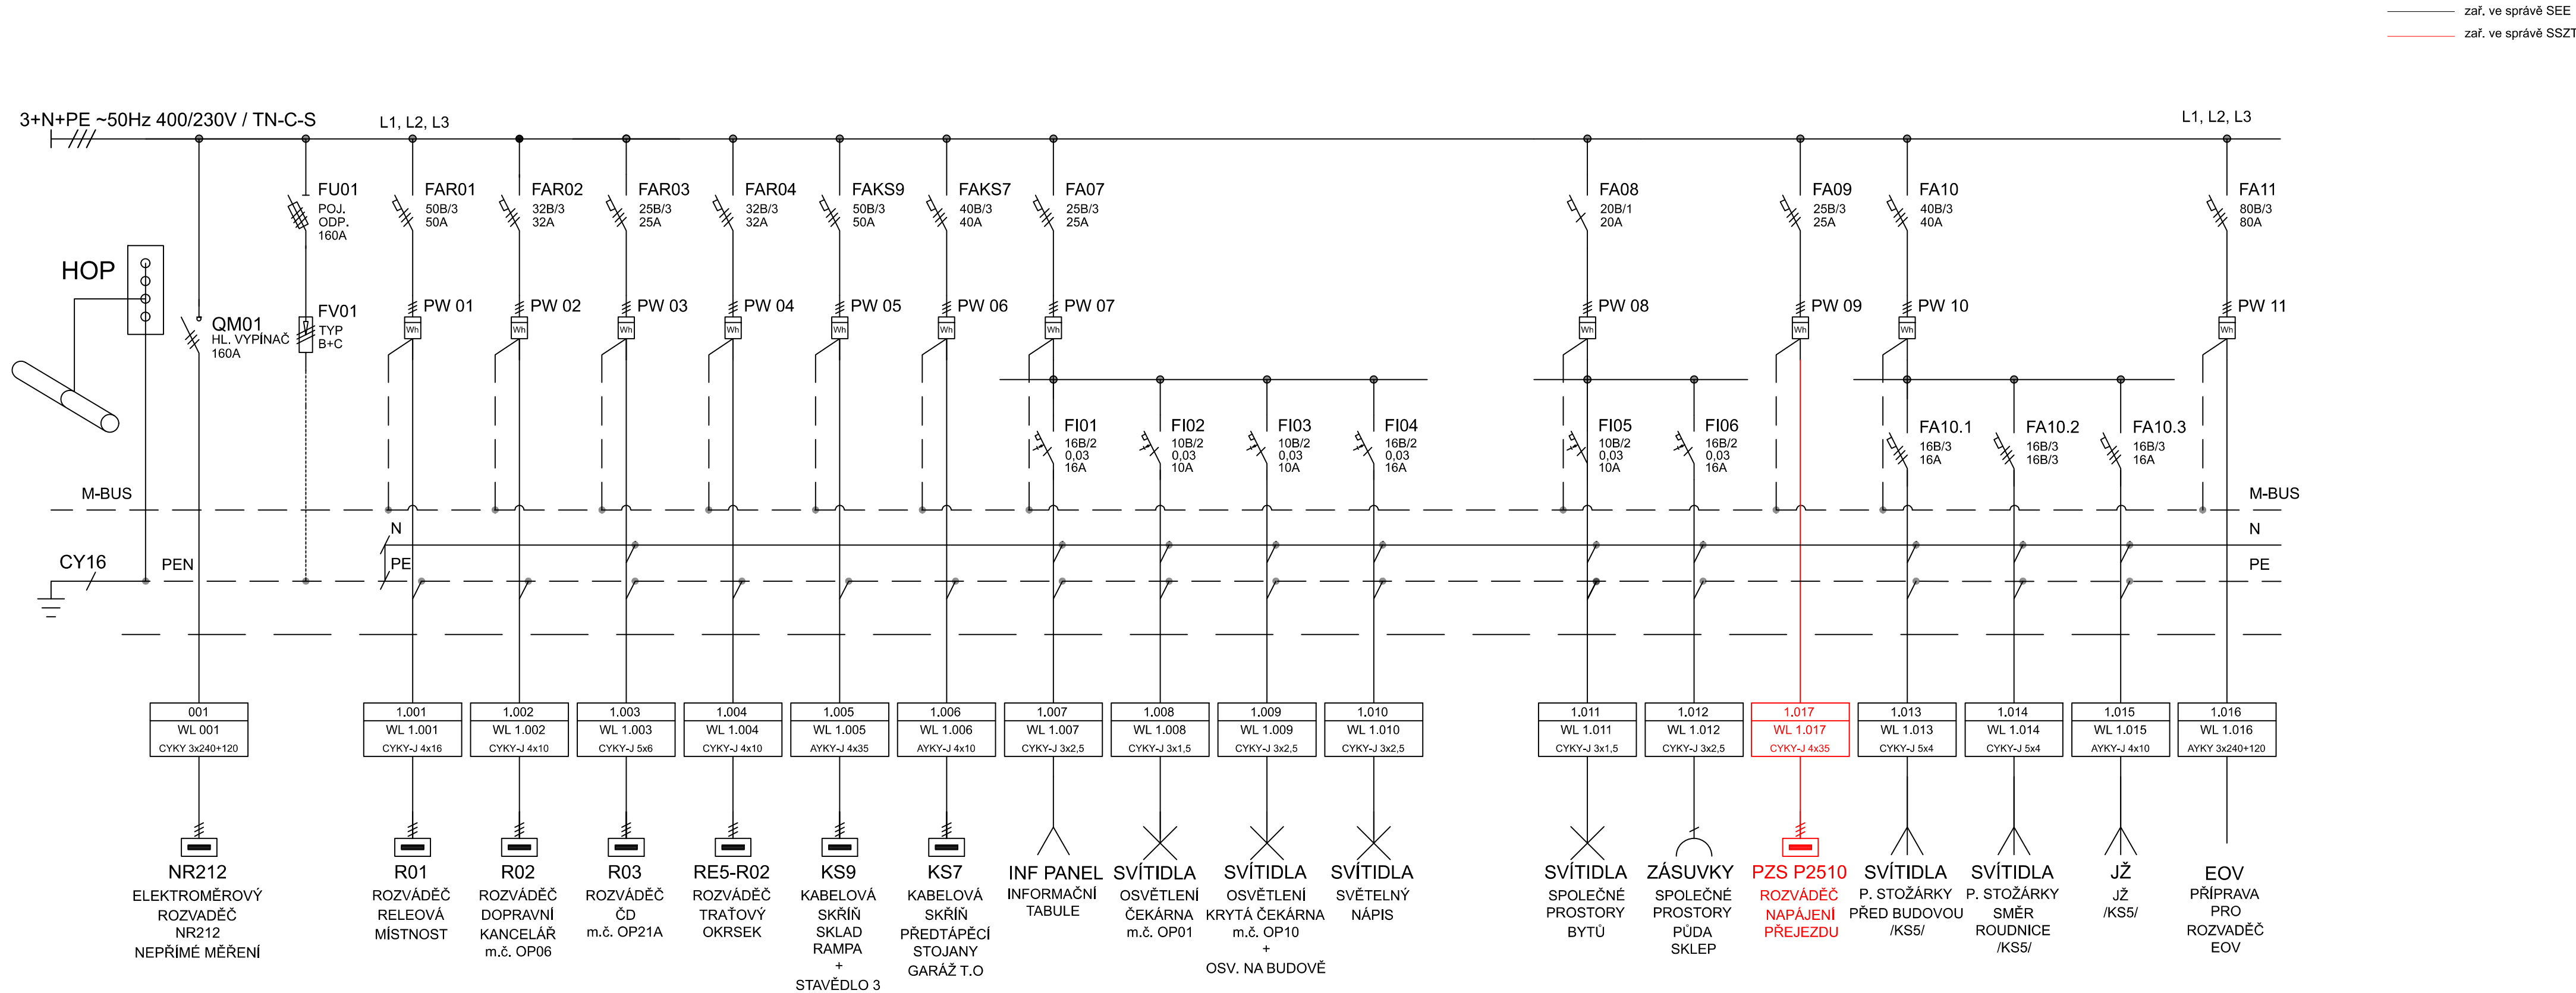 zař. ve správě SEE
zař. ve správě SSZT
3+N+PE ~50Hz 400/230V / TN-C-S
L1, L2, L3
L1, L2, L3
HOP
QM01
HL. VYPÍNAČ
160A
FU01
POJ.
ODP.
160A
FV01
TYP
B+C
FAR01
50B/3
50A
FAR02
32B/3
32A
FAR03
25B/3
25A
FAR04
32B/3
32A
FAKS9
50B/3
50A
FAKS7
40B/3
40A
FA07
25B/3
25A
FA08
20B/1
20A
FA09
25B/3
25A
FA10
40B/3
40A
FA11
80B/3
80A
PW 01
Wh
PW 02
Wh
PW 03
Wh
PW 04
Wh
PW 05
Wh
PW 06
Wh
PW 07
Wh
PW 08
Wh
PW 09
Wh
PW 10
Wh
PW 11
Wh
FI01
16B/2
0,03
16A
FI02
10B/2
0,03
10A
FI03
10B/2
0,03
10A
FI04
16B/2
0,03
16A
FI05
10B/2
0,03
10A
FI06
16B/2
0,03
16A
FA10.1
16B/3
16A
FA10.2
16B/3
16B/3
FA10.3
16B/3
16A
M-BUS
M-BUS
N
N
CY16
PEN
PE
PE
001
WL 001
CYKY 3x240+120
1.001
WL 1.001
CYKY-J 4x16
1.002
WL 1.002
CYKY-J 4x10
1.003
WL 1.003
CYKY-J 5x6
1.004
WL 1.004
CYKY-J 4x10
1.005
WL 1.005
AYKY-J 4x35
1.006
WL 1.006
AYKY-J 4x10
1.007
WL 1.007
CYKY-J 3x2,5
1.008
WL 1.008
CYKY-J 3x1,5
1.009
WL 1.009
CYKY-J 3x2,5
1.010
WL 1.010
CYKY-J 3x2,5
1.011
WL 1.011
CYKY-J 3x1,5
1.012
WL 1.012
CYKY-J 3x2,5
1.017
WL 1.017
CYKY-J 4x35
1.013
WL 1.013
CYKY-J 5x4
1.014
WL 1.014
CYKY-J 5x4
1.015
WL 1.015
AYKY-J 4x10
1.016
WL 1.016
AYKY 3x240+120
NR212
ELEKTROMĚROVÝ
ROZVADĚČ
NR212
NEPŘÍMÉ MĚŘENÍ
R01
ROZVÁDĚČ
RELEOVÁ
MÍSTNOST
R02
ROZVÁDĚČ
DOPRAVNÍ
KANCELÁŘ
m.č. OP06
R03
ROZVÁDĚČ
ČD
m.č. OP21A
RE5-R02
ROZVÁDĚČ
TRAŤOVÝ
OKRSEK
KS9
KABELOVÁ
SKŘÍŇ
SKLAD
RAMPA
+
STAVĚDLO 3
KS7
KABELOVÁ
SKŘÍŇ
PŘEDTÁPĚCÍ
STOJANY
GARÁŽ T.O
INF PANEL
INFORMAČNÍ
TABULE
SVÍTIDLA
OSVĚTLENÍ
ČEKÁRNA
m.č. OP01
SVÍTIDLA
OSVĚTLENÍ
KRYTÁ ČEKÁRNA
m.č. OP10
+
OSV. NA BUDOVĚ
SVÍTIDLA
SVĚTELNÝ
NÁPIS
SVÍTIDLA
SPOLEČNÉ
PROSTORY
BYTŮ
ZÁSUVKY
SPOLEČNÉ
PROSTORY
PŮDA
SKLEP
PZS P2510
ROZVÁDĚČ
NAPÁJENÍ
PŘEJEZDU
SVÍTIDLA
P. STOŽÁRKY
PŘED BUDOVOU
/KS5/
SVÍTIDLA
P. STOŽÁRKY
SMĚR
ROUDNICE
/KS5/
JŽ
JŽ
/KS5/
EOV
PŘÍPRAVA
PRO
ROZVADĚČ
EOV